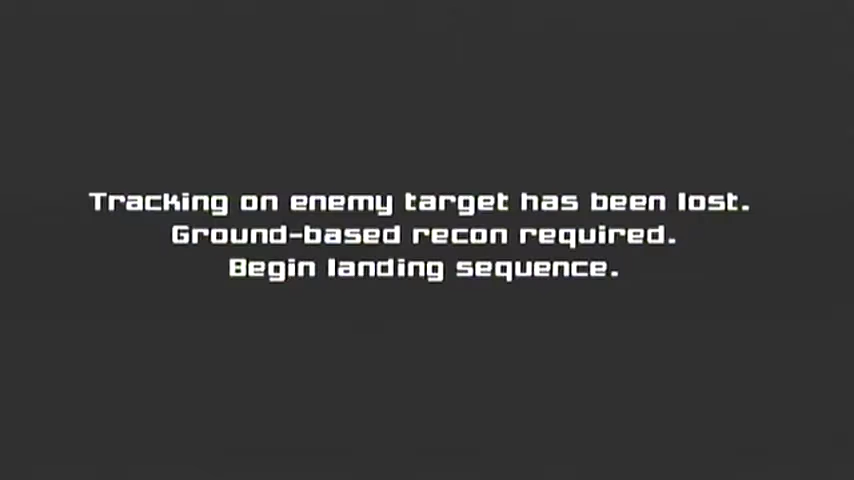 Tracking on enemy target has been lost.
Ground-based recon required.
Begin landing sequence.